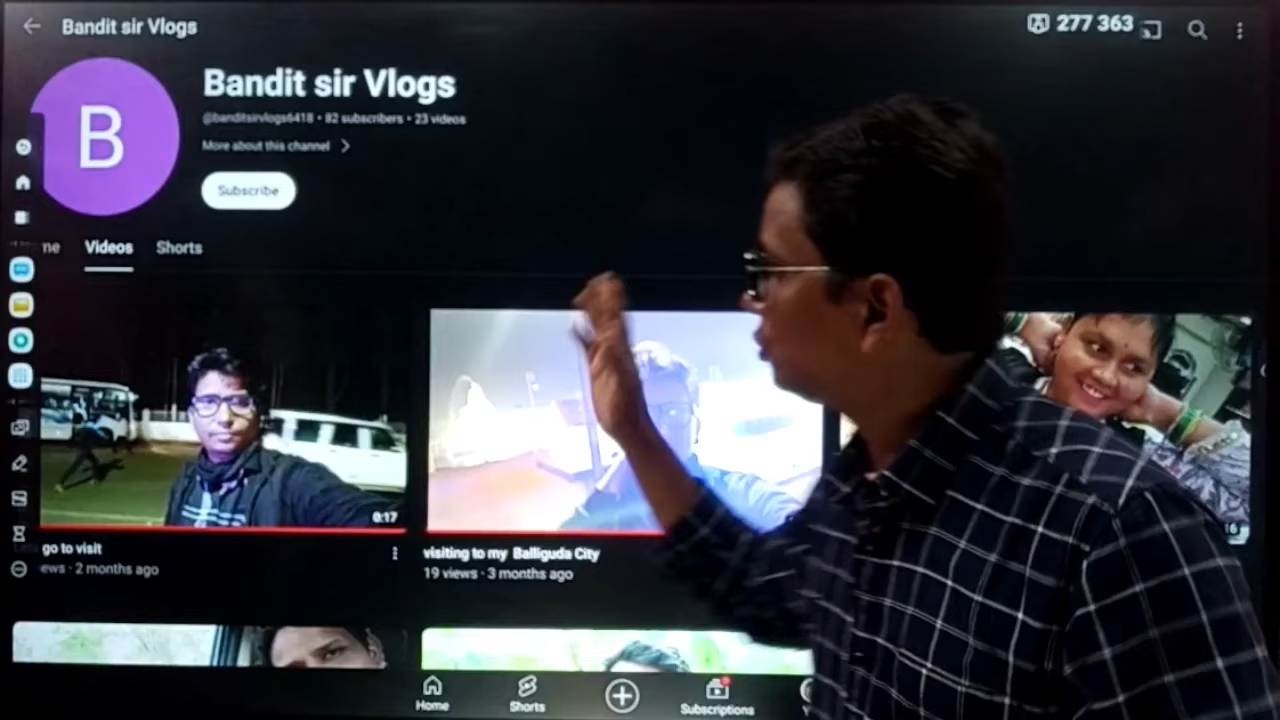 Bandit sir Vlogs
277 363
B
Bandit sir Vlogs
@banditsirvlogs6418 • 82 subscribers • 23 videos
More about this channel
Subscribe
me
Videos
Shorts
0:17
go to visit
ews · 2 months ago
visiting to my Balliguda City
19 views · 3 months ago
Home
Shorts
Subscriptions